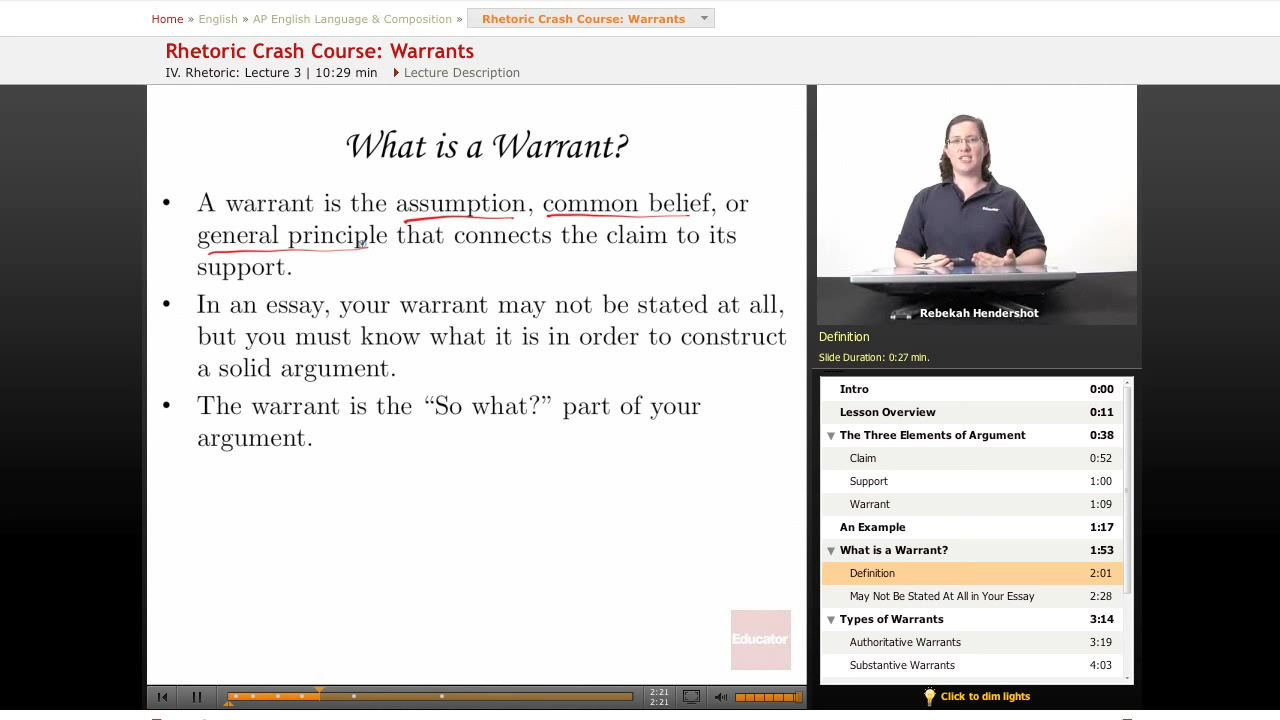 Home » English » AP English Language & Composition » Rhetoric Crash Course: Warrants
Rhetoric Crash Course: Warrants
IV. Rhetoric: Lecture 3 | 10:29 min Lecture Description
What is a Warrant?
• A warrant is the assumption, common belief, or
general principle that connects the claim to its
support.
• In an essay, your warrant may not be stated at all,
but you must know what it is in order to construct
a solid argument.
• The warrant is the “So what?” part of your
argument.
Educator
Rebekah Hendershot
Definition
Slide Duration: 0:27 min.
Intro 0:00
Lesson Overview 0:11
The Three Elements of Argument 0:38
Claim 0:52
Support 1:00
Warrant 1:09
An Example 1:17
What is a Warrant? 1:53
Definition 2:01
May Not Be Stated At All in Your Essay 2:28
Types of Warrants 3:14
Authoritative Warrants 3:19
Substantive Warrants 4:03
2:21
2:21
Click to dim lights